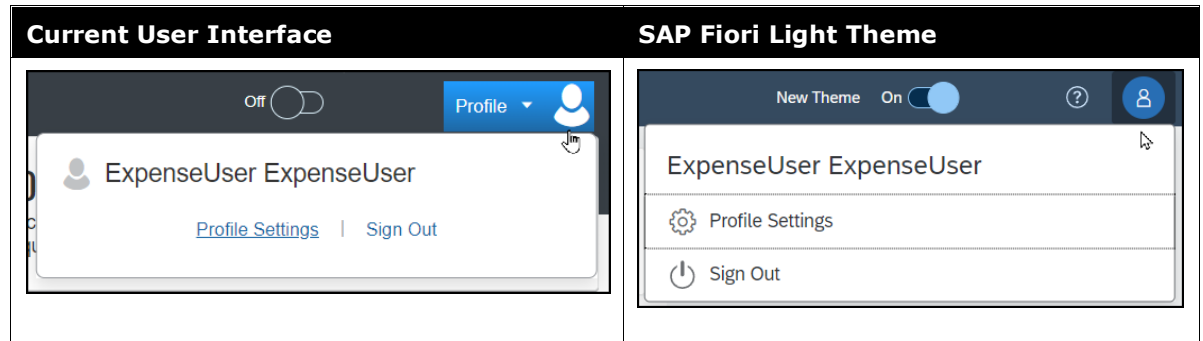 Current User Interface
SAP Fiori Light Theme
Off
Profile
ExpenseUser ExpenseUser
Profile Settings | Sign Out
New Theme On
?
ExpenseUser ExpenseUser
Profile Settings
Sign Out